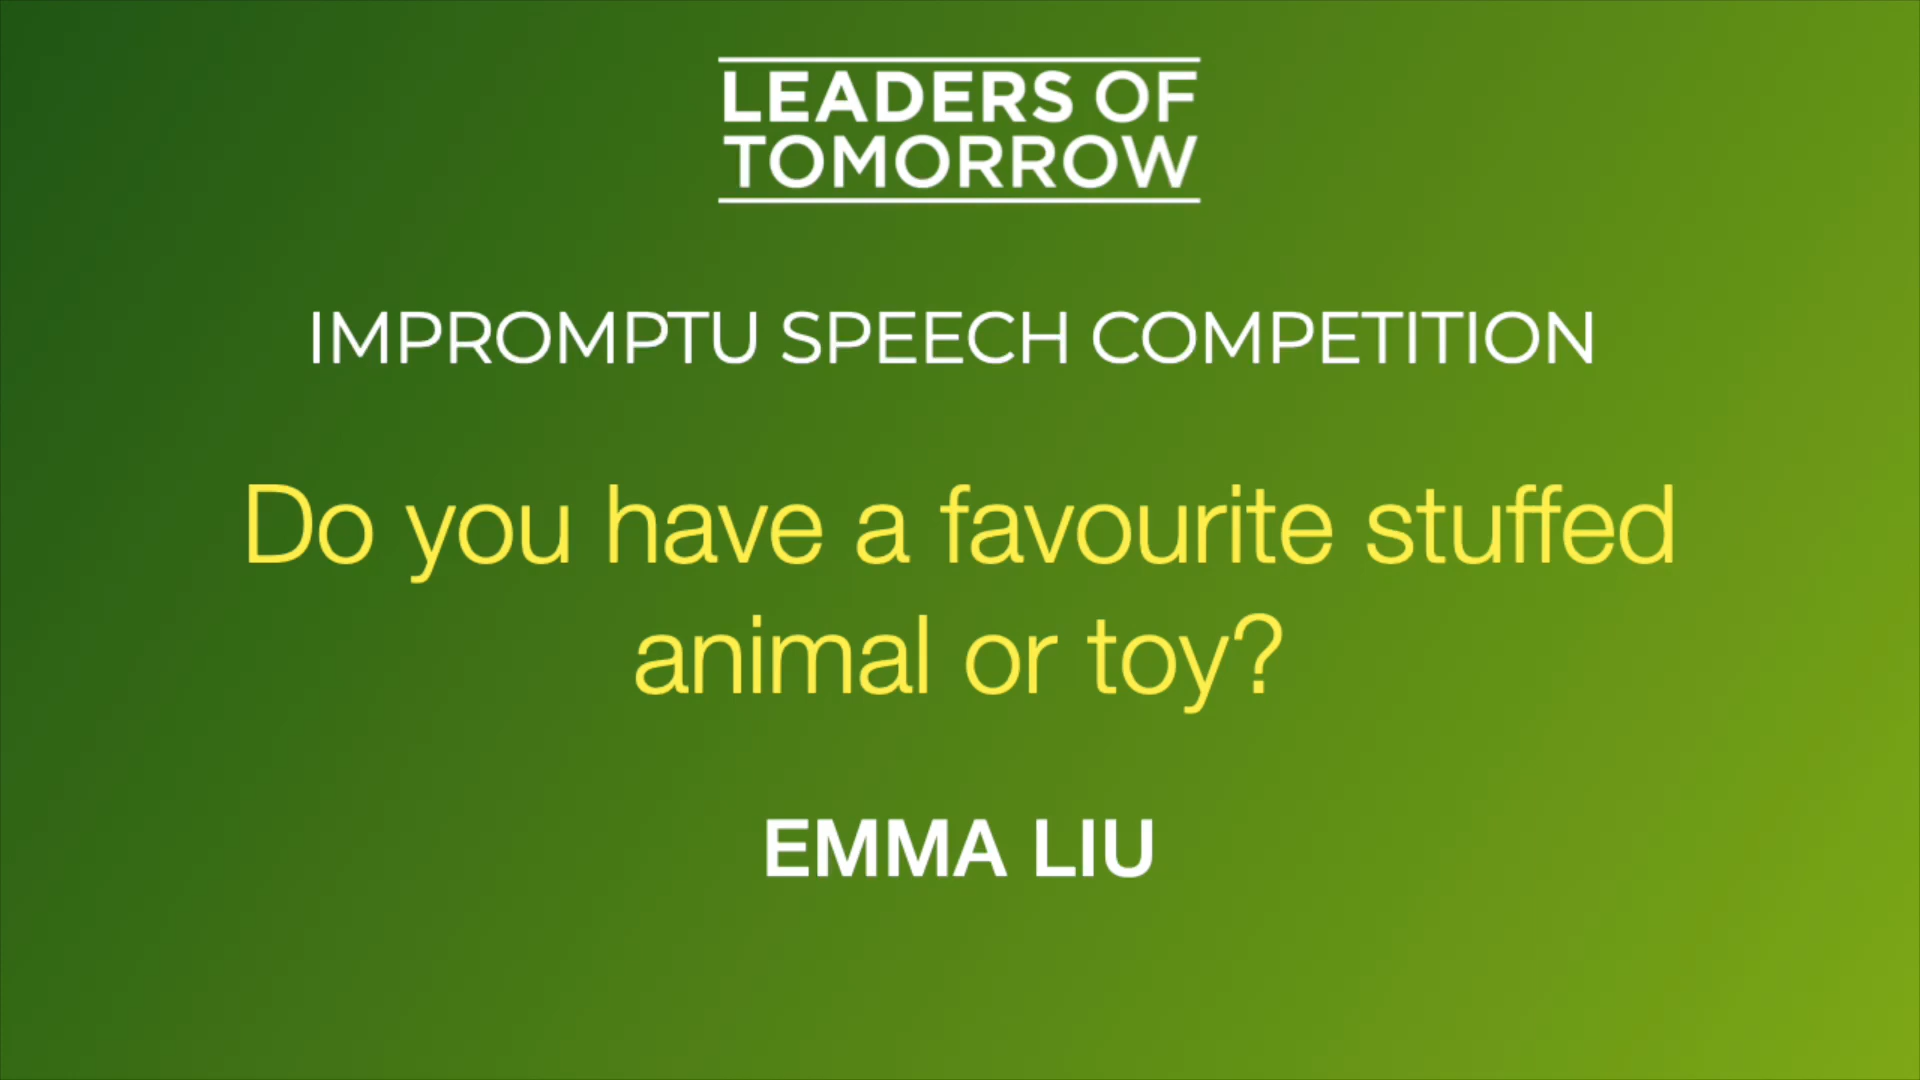 LEADERS OF
TOMORROW
IMPROMPTU SPEECH COMPETITION
Do you have a favourite stuffed
animal or toy?
EMMA LIU